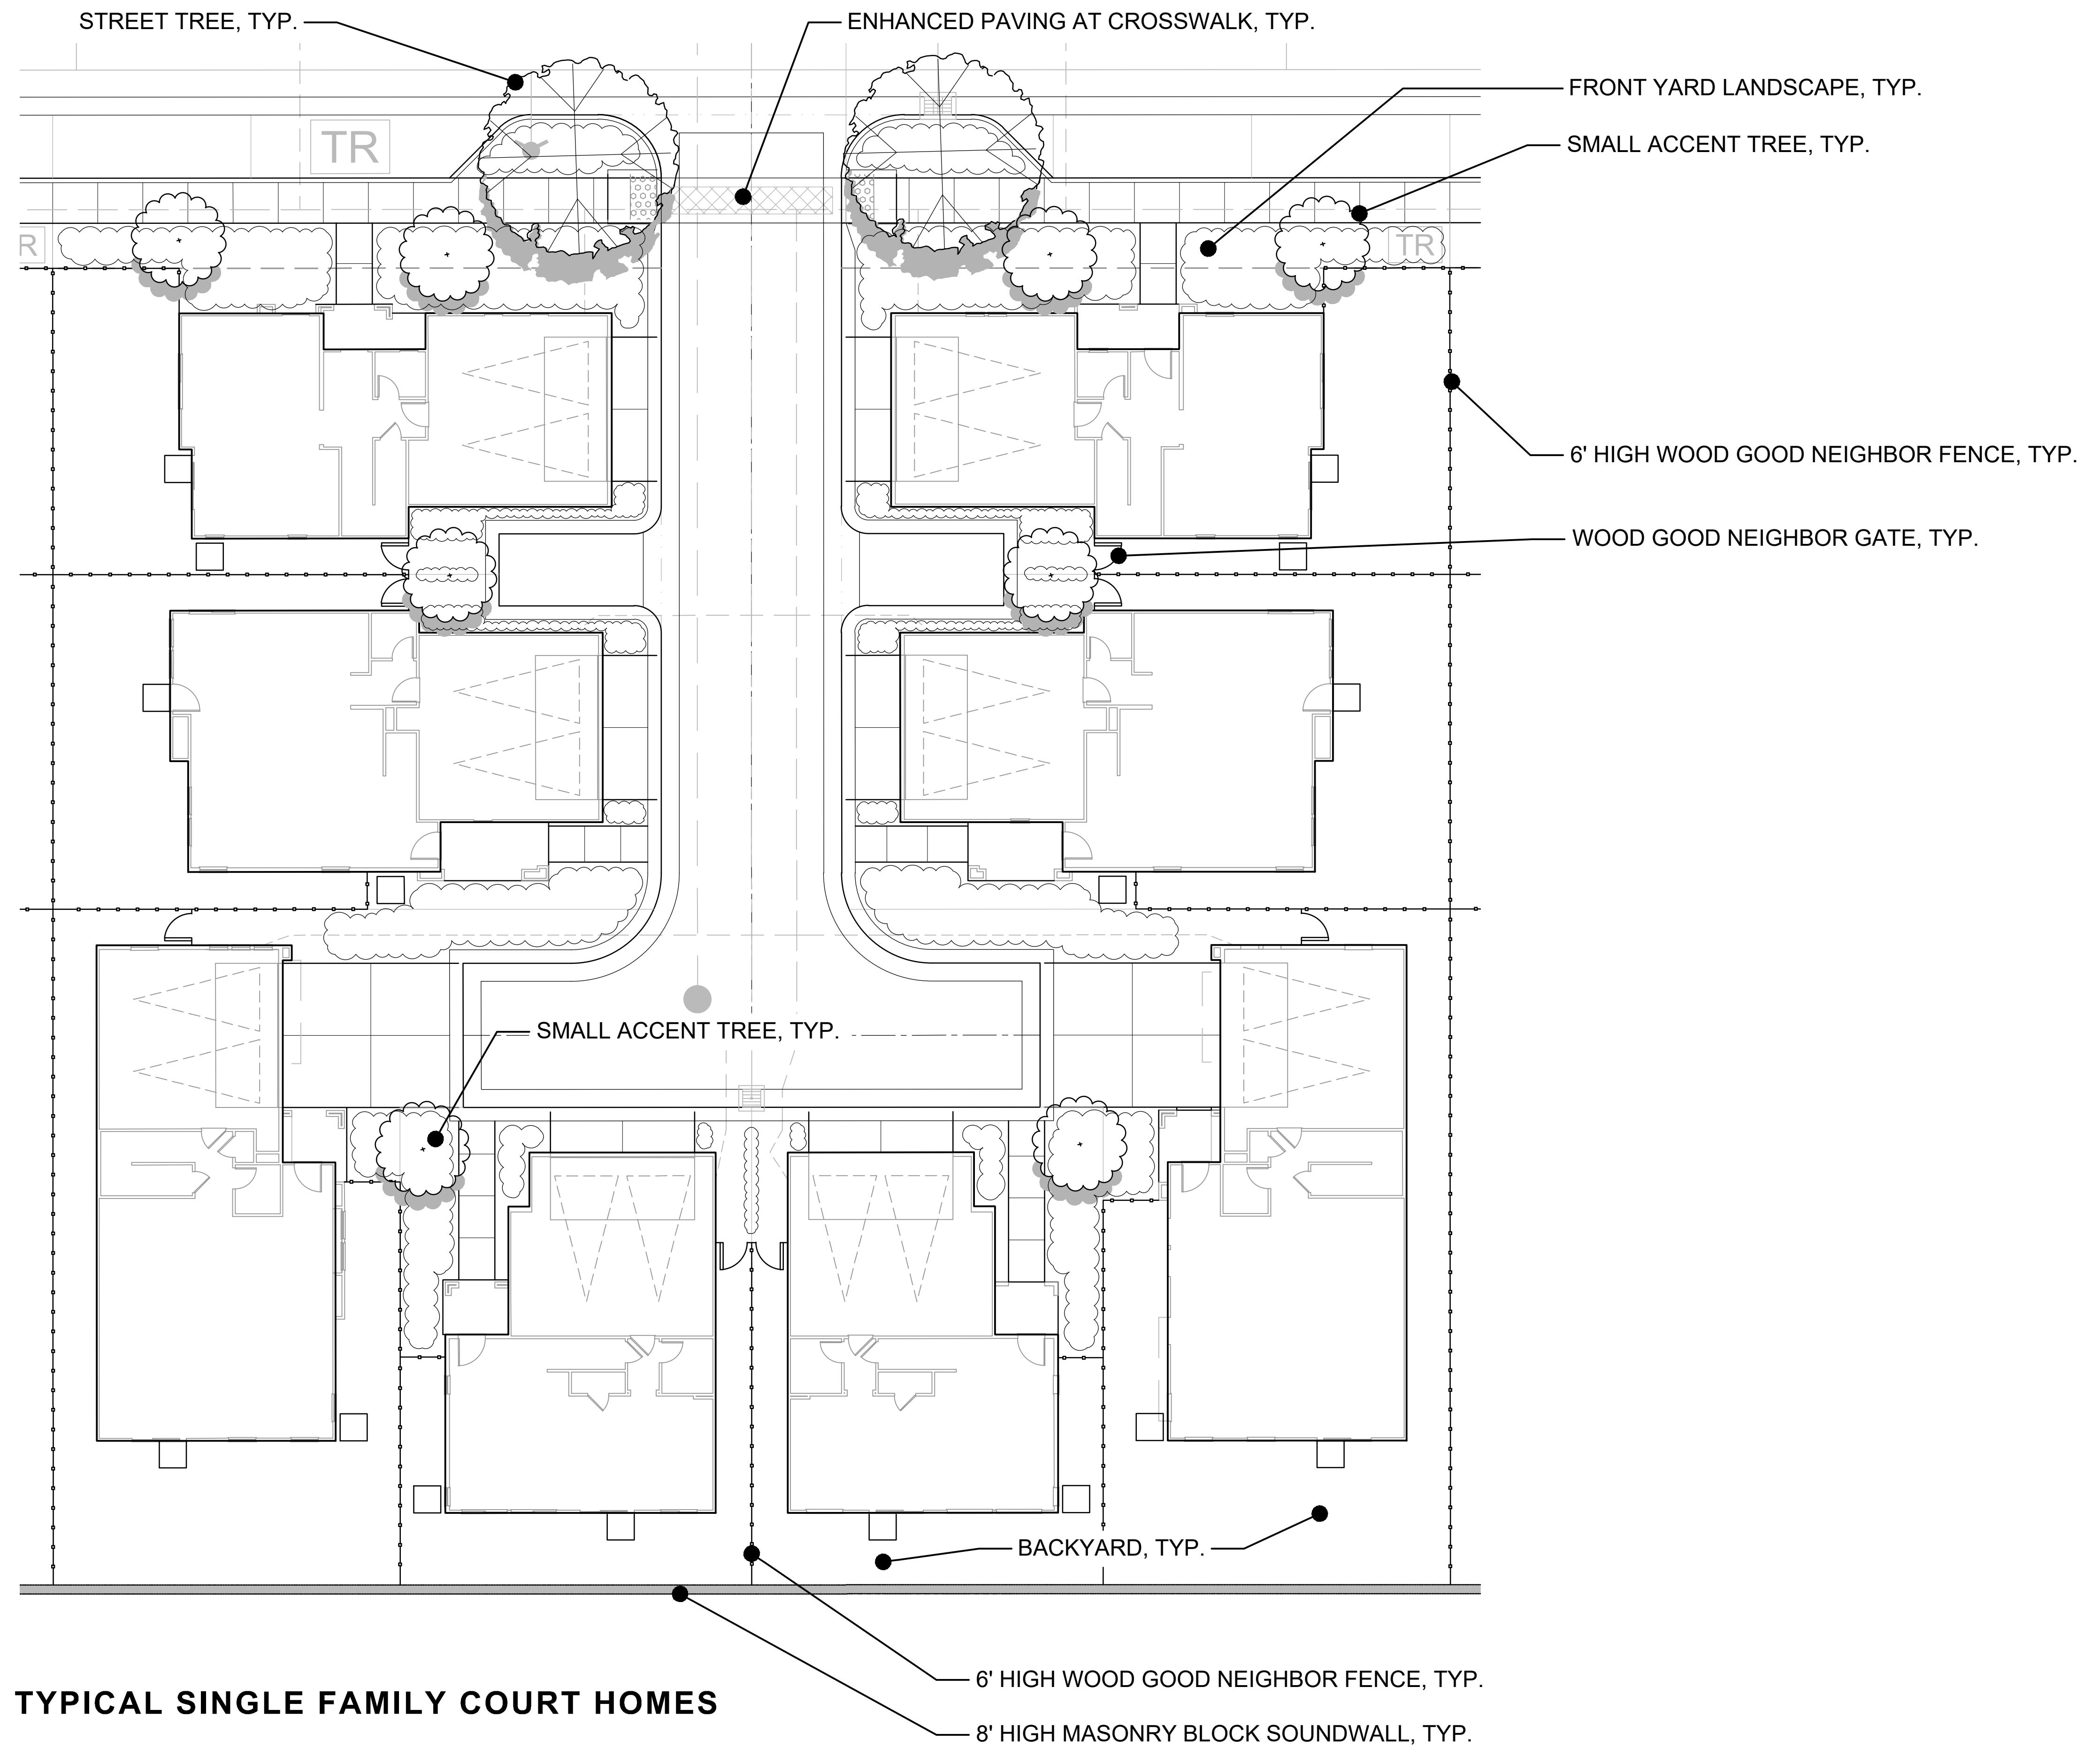 STREET TREE, TYP.
ENHANCED PAVING AT CROSSWALK, TYP.
FRONT YARD LANDSCAPE, TYP.
SMALL ACCENT TREE, TYP.
TR
R
TR
6' HIGH WOOD GOOD NEIGHBOR FENCE, TYP.
WOOD GOOD NEIGHBOR GATE, TYP.
SMALL ACCENT TREE, TYP.
BACKYARD, TYP.
6' HIGH WOOD GOOD NEIGHBOR FENCE, TYP.
TYPICAL SINGLE FAMILY COURT HOMES
8' HIGH MASONRY BLOCK SOUNDWALL, TYP.